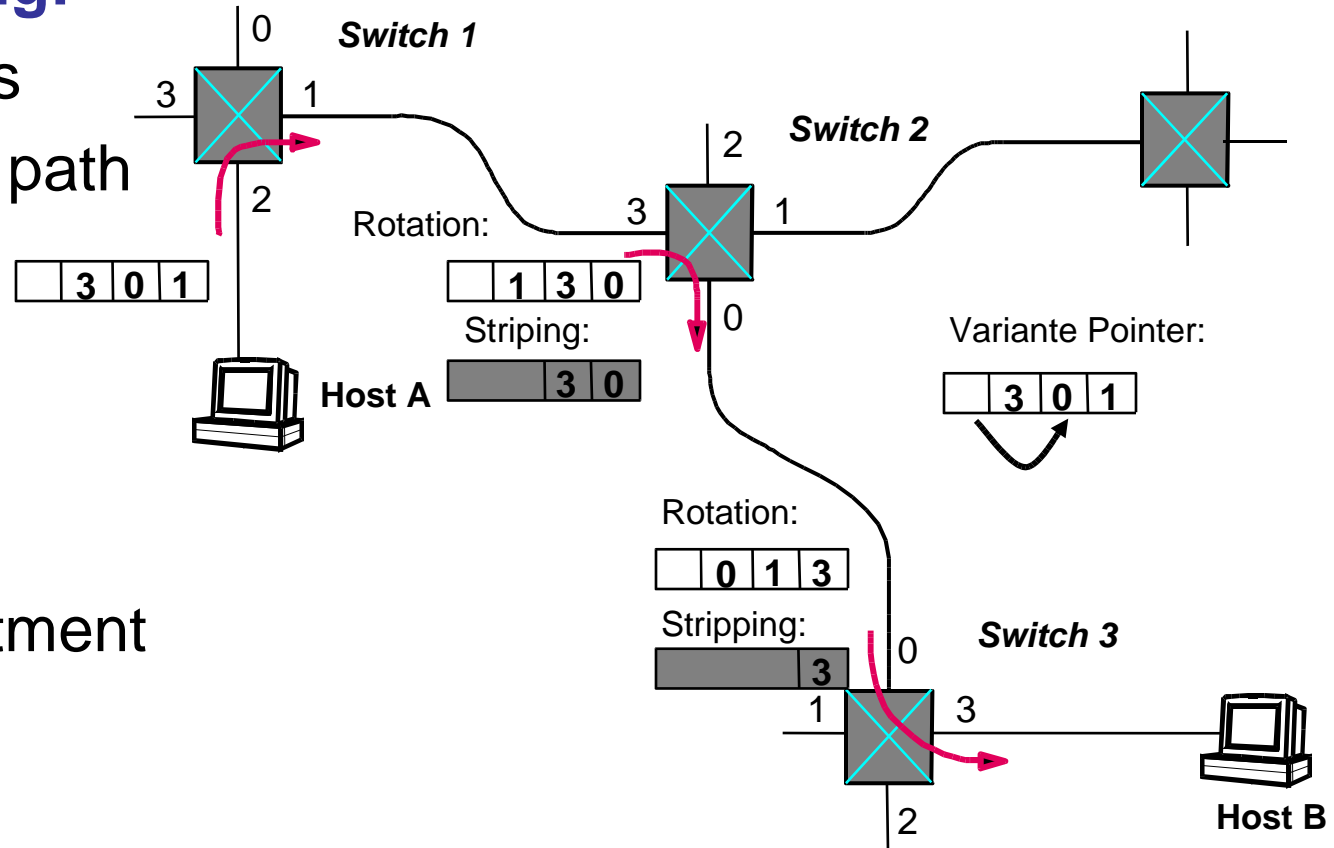 g:
0
Switch 1
s
3
1
path
2
3 0 1
Host A
Rotation:
1 3 0
Striping:
3 0
2
Switch 2
3
1
0
Variante Pointer:
3 0 1
Rotation:
0 1 3
Stripping:
3
tment
0
Switch 3
1
3
2
Host B